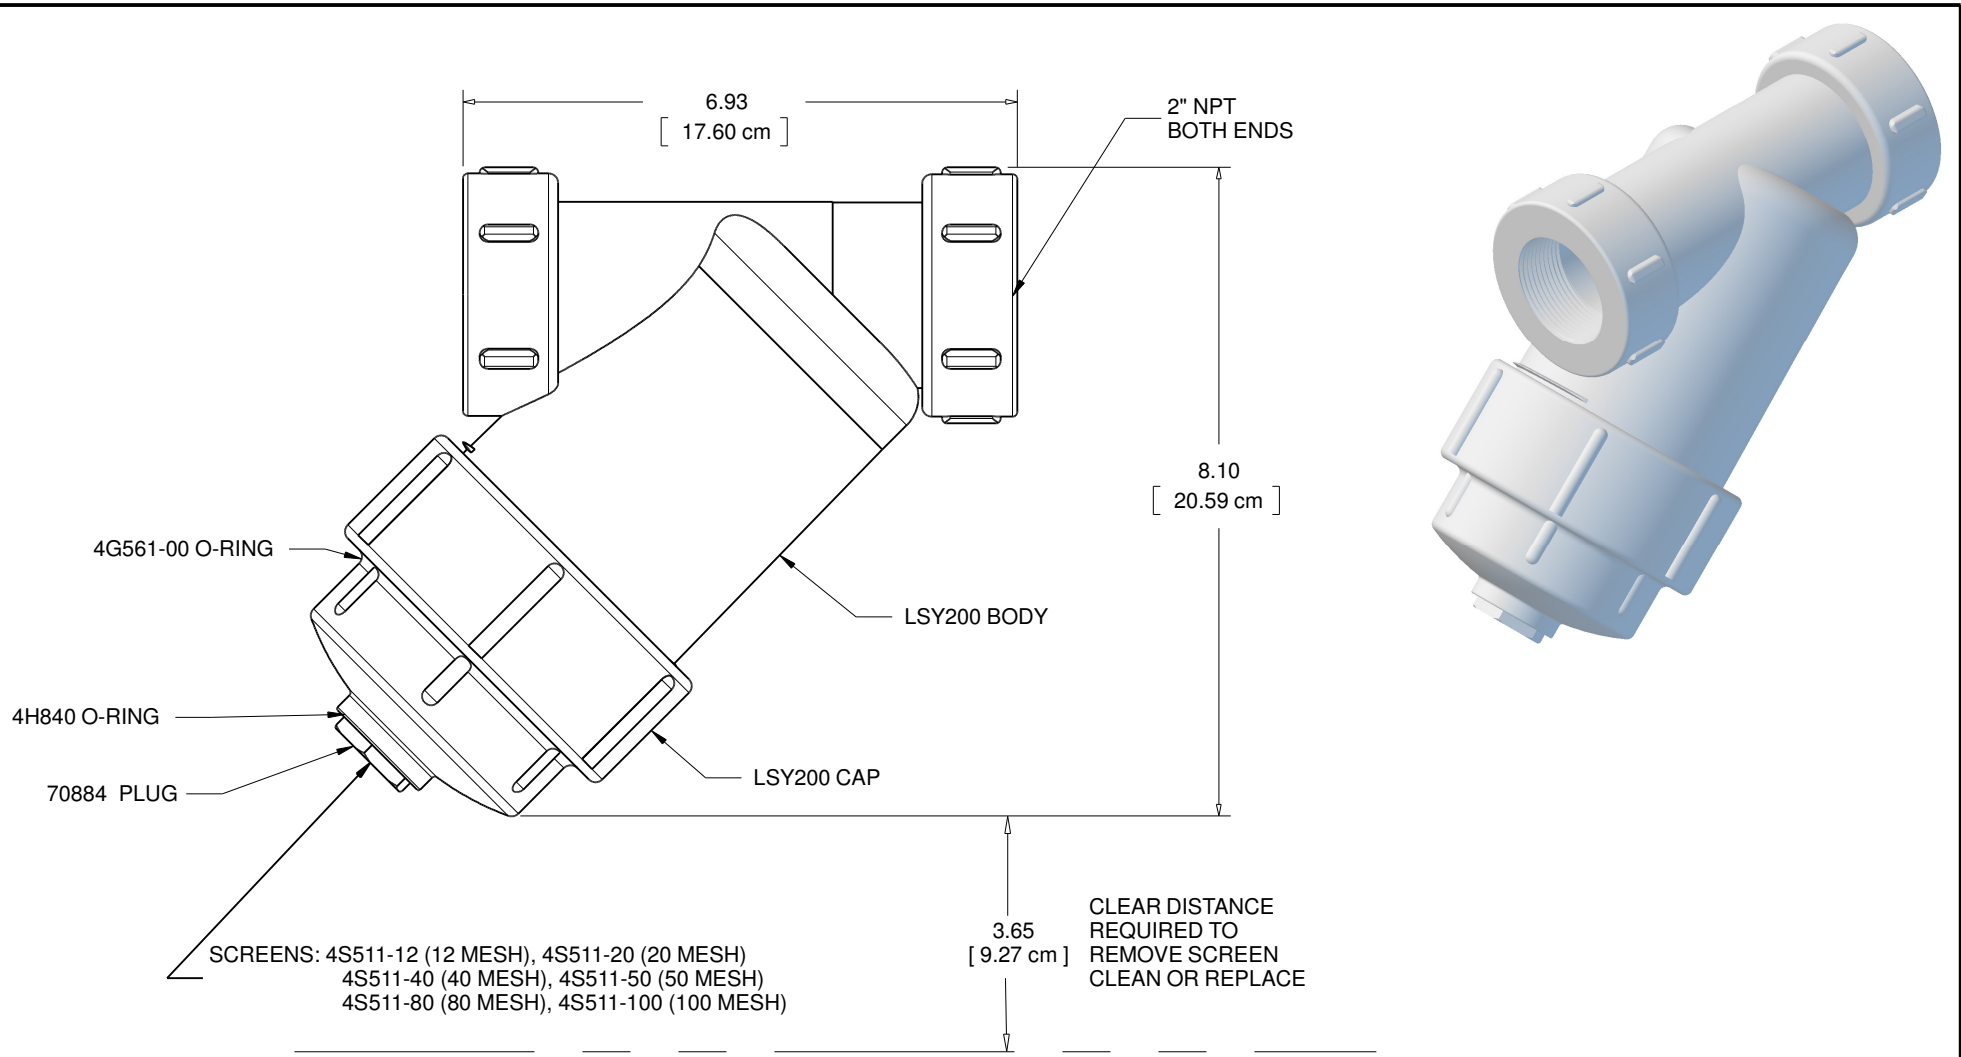 6.93
[ 17.60 cm ]
2" NPT
BOTH ENDS
8.10
[ 20.59 cm ]
4G561-00 O-RING
LSY200 BODY
4H840 O-RING
70884 PLUG
LSY200 CAP
SCREENS: 4S511-12 (12 MESH), 4S511-20 (20 MESH)
4S511-40 (40 MESH), 4S511-50 (50 MESH)
4S511-80 (80 MESH), 4S511-100 (100 MESH)
3.65
[ 9.27 cm ]
CLEAR DISTANCE
REQUIRED TO
REMOVE SCREEN
CLEAN OR REPLACE